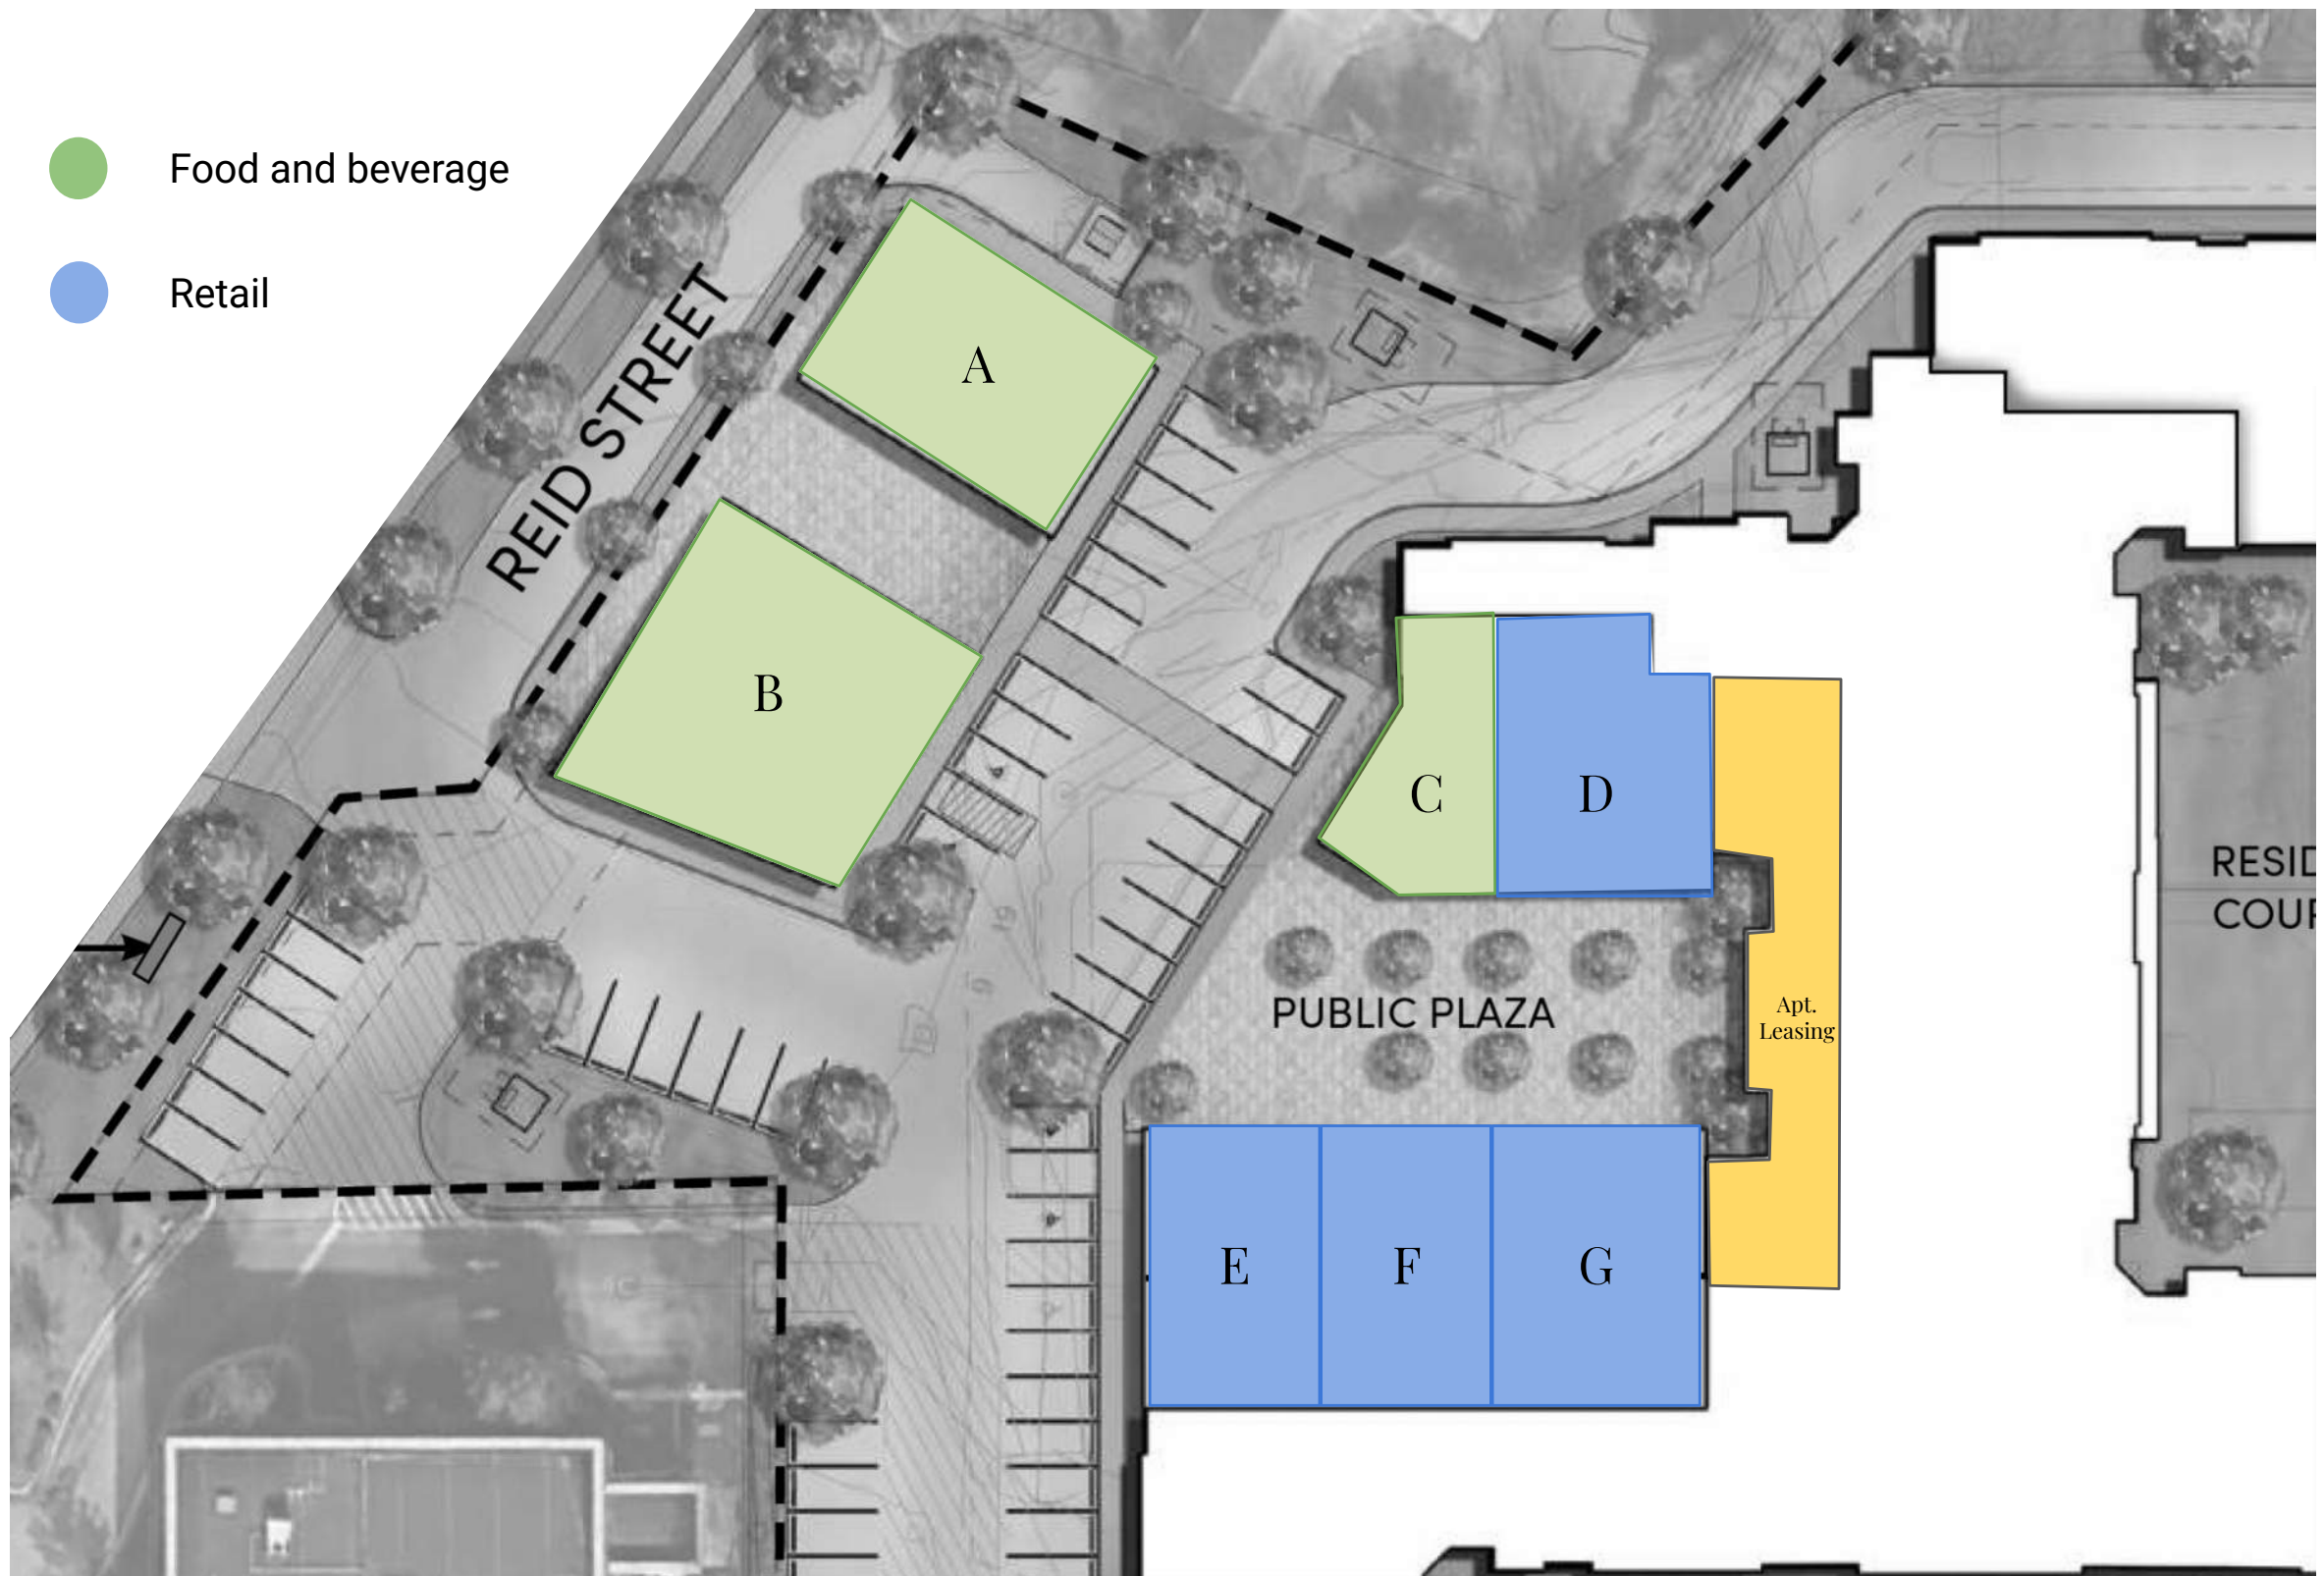 Food and beverage
Retail
REID STREET
A
B
C
D
PUBLIC PLAZA
Apt.
Leasing
E
F
G
RESID
COUR